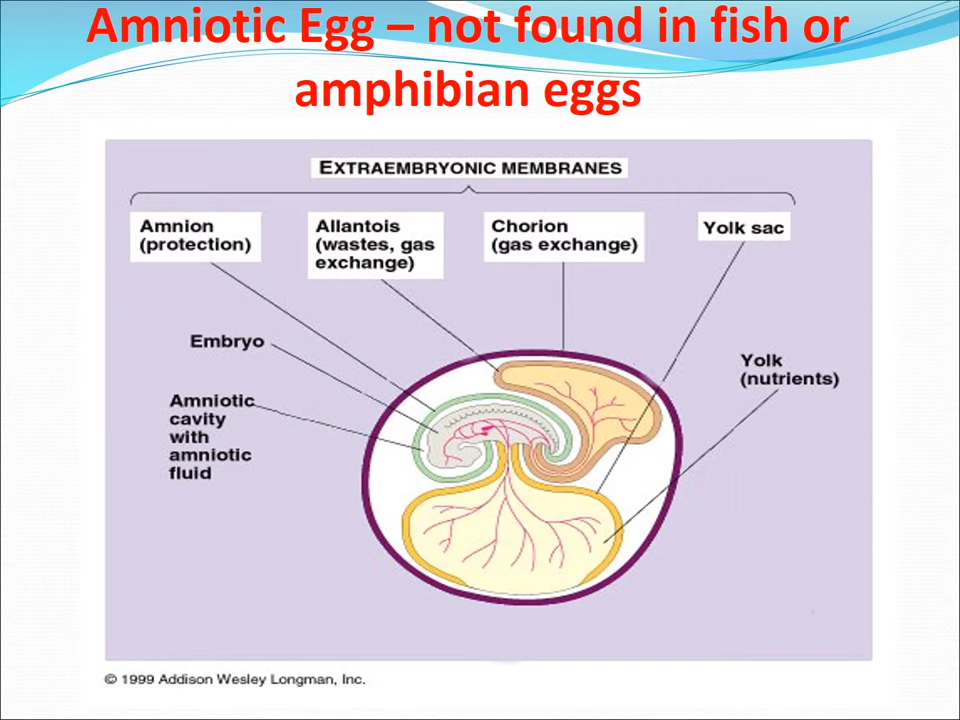 Amniotic Egg – not found in fish or
amphibian eggs
EXTRAEMBRYONIC MEMBRANES
Amnion
(protection)
Allantois
(wastes, gas
exchange)
Chorion
(gas exchange)
Yolk sac
Embryo
Yolk
(nutrients)
Amniotic
cavity
with
amniotic
fluid
© 1999 Addison Wesley Longman, Inc.